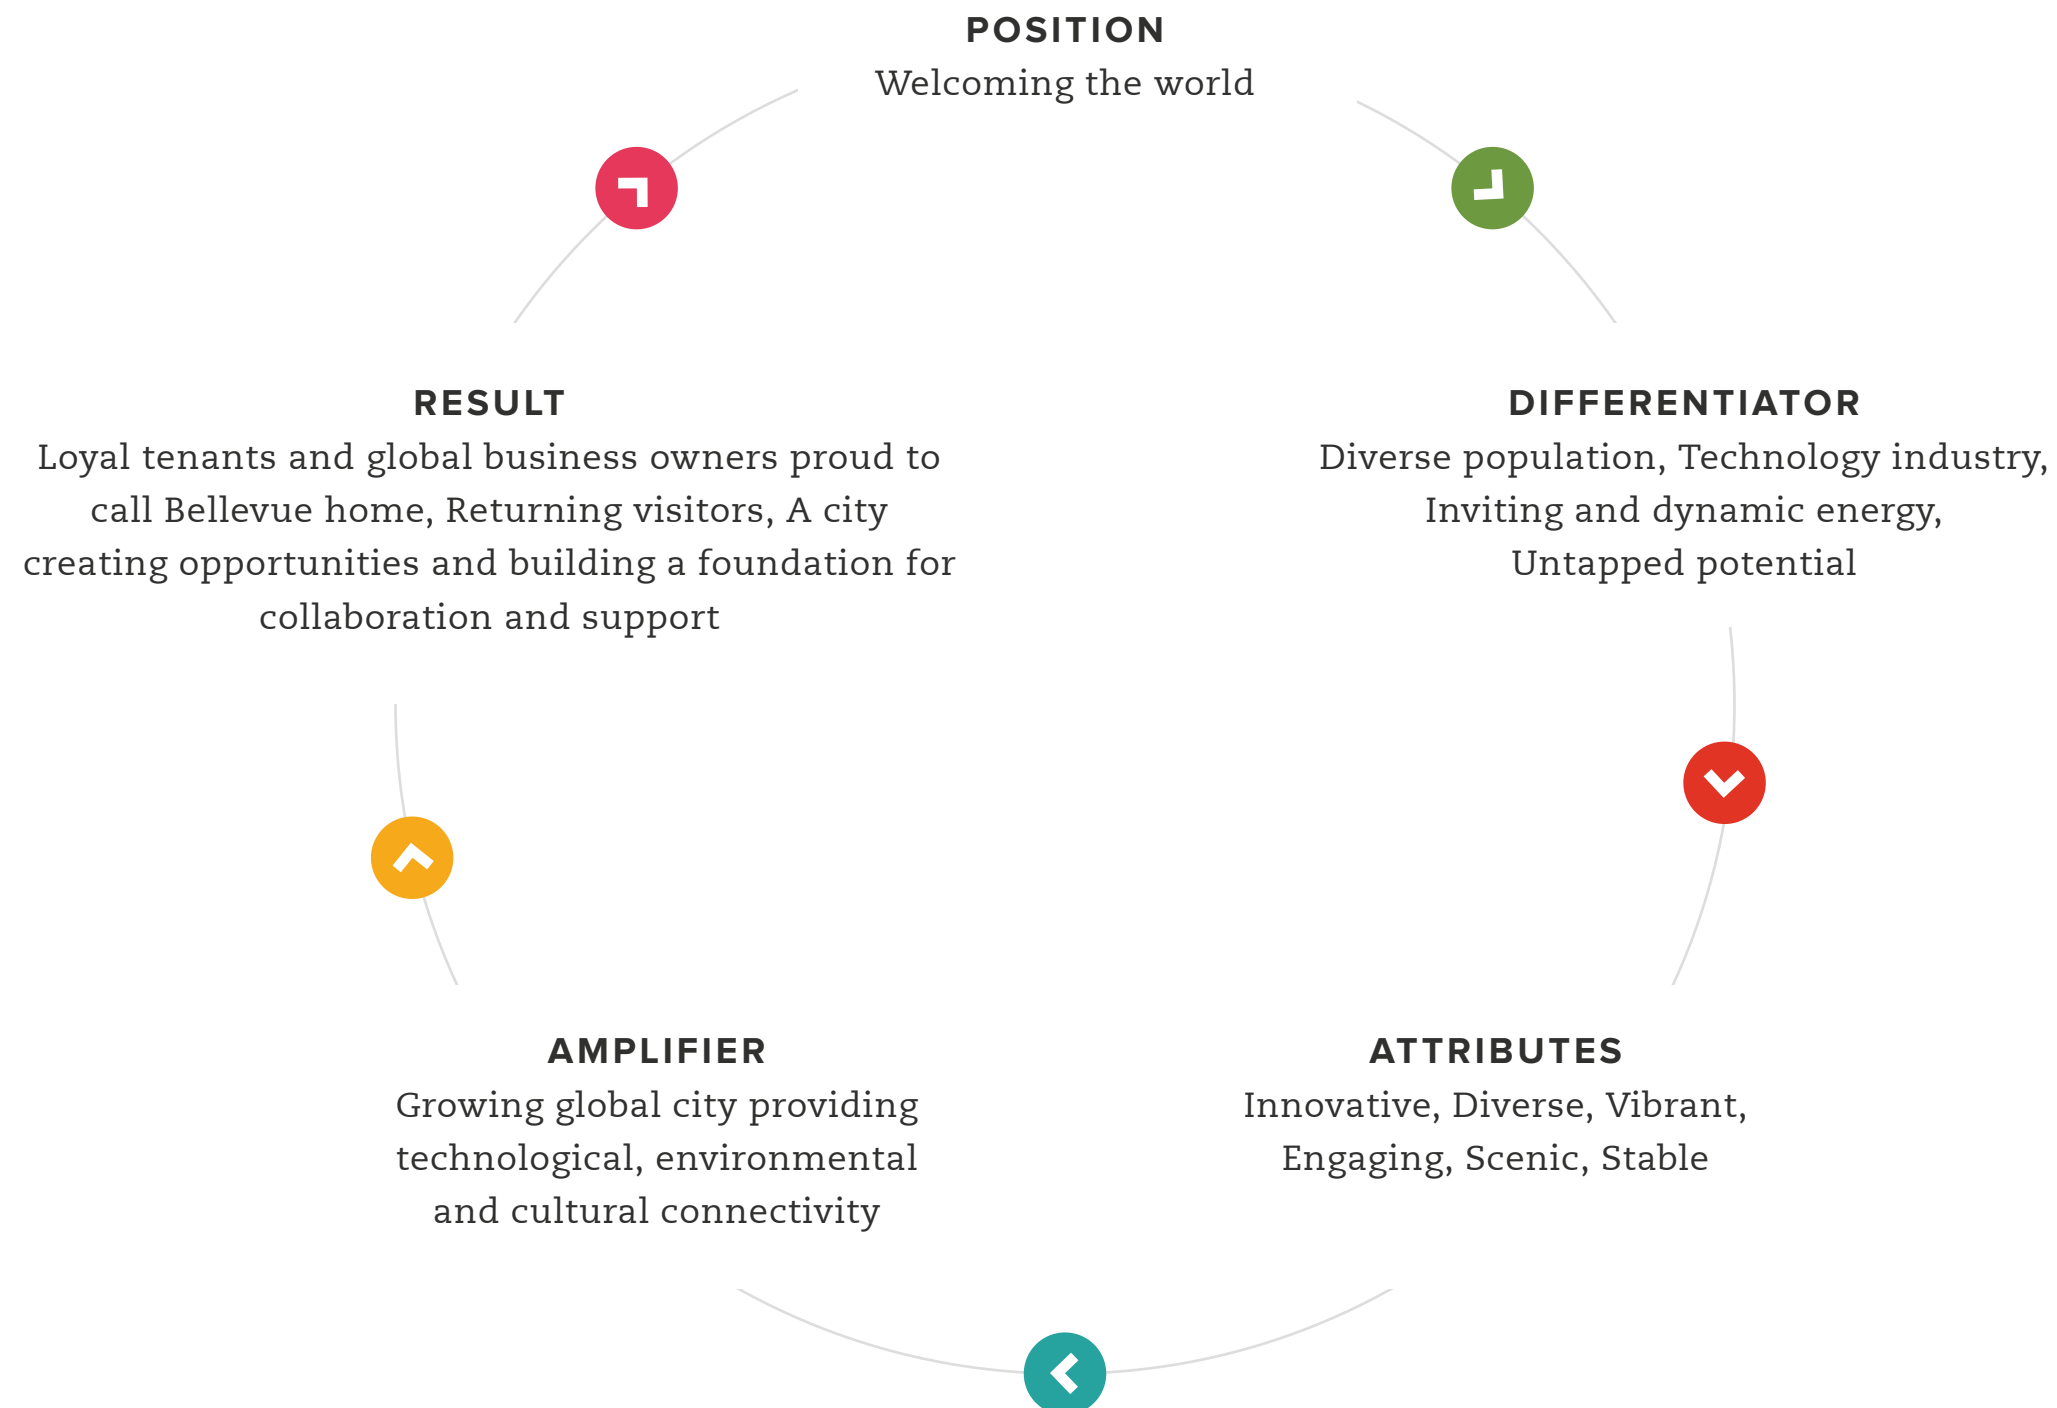 POSITION
Welcoming the world
RESULT
Loyal tenants and global business owners proud to
call Bellevue home, Returning visitors, A city
creating opportunities and building a foundation for
collaboration and support
DIFFERENTIATOR
Diverse population, Technology industry,
Inviting and dynamic energy,
Untapped potential
AMPLIFIER
Growing global city providing
technological, environmental
and cultural connectivity
ATTRIBUTES
Innovative, Diverse, Vibrant,
Engaging, Scenic, Stable